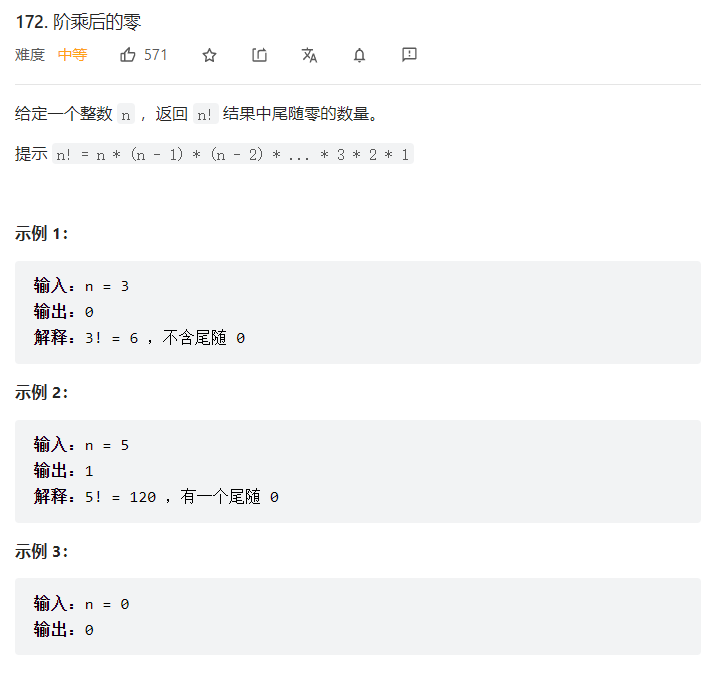 172. 阶乘后的零
难度 中等 571
给定一个整数 n ，返回 n! 结果中尾随零的数量。
提示 n! = n * (n - 1) * (n - 2) * ... * 3 * 2 * 1
示例 1：
输入：n = 3
输出：0
解释：3! = 6 ，不含尾随 0
示例 2：
输入：n = 5
输出：1
解释：5! = 120 ，有一个尾随 0
示例 3：
输入：n = 0
输出：0